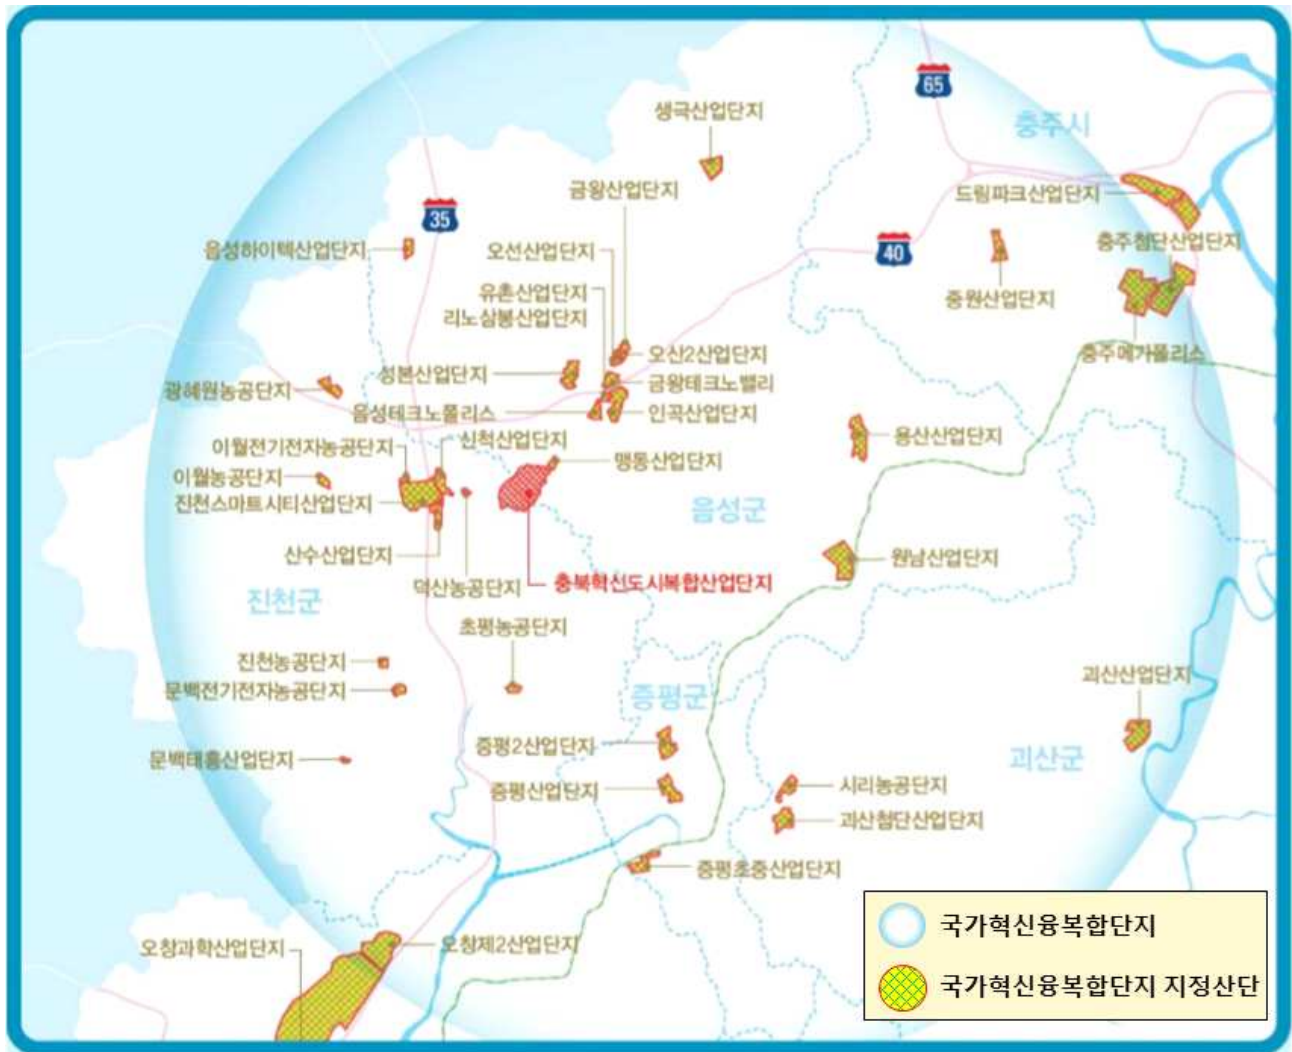 생극산업단지
65
충주시
금왕산업단지
드림파크산업단지
35
음성하이텍산업단지
오선산업단지
40
충주첨단산업단지
유촌산업단지
리노삼봉산업단지
중원산업단지
오산2산업단지
충주메가폴리스
성본산업단지
금왕테크노밸리
광혜원농공단지
음성테크노폴리스
인곡산업단지
이월전기전자농공단지
신척산업단지
용산산업단지
이월농공단지
맹동산업단지
진천스마트시티산업단지
음성군
산수산업단지
원남산업단지
덕산농공단지
충북혁신도시복합산업단지
진천군
초평농공단지
진천농공단지
괴산산업단지
문백전기전자농공단지
증평군
증평2산업단지
문백태흥산업단지
괴산군
증평산업단지
시리농공단지
괴산첨단산업단지
증평초중산업단지
오창과학산업단지
오창제2산업단지
국가혁신융복합단지
국가혁신융복합단지 지정산단